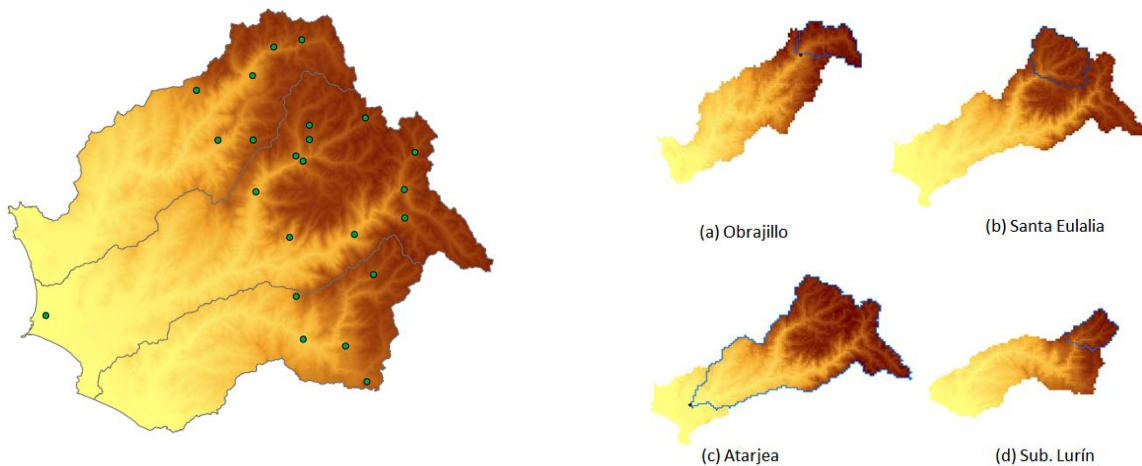 (a) Obrajillo
(b) Santa Eulalia
(c) Atarjea
(d) Sub. Lurín